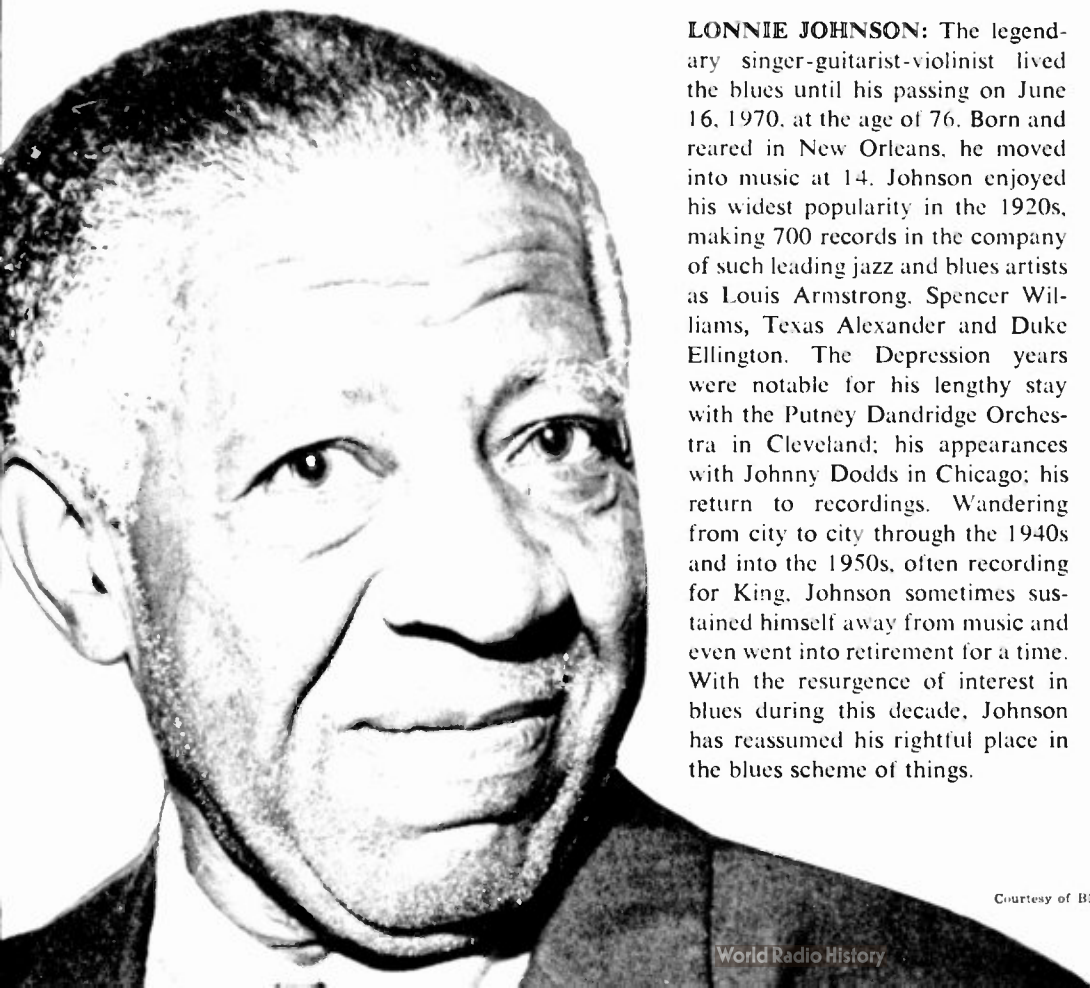 LONNIE JOHNSON: The legend-
ary singer-guitarist-violinist lived
the blues until his passing on June
16, 1970, at the age of 76. Born and
reared in New Orleans, he moved
into music at 14. Johnson enjoyed
his widest popularity in the 1920s,
making 700 records in the company
of such leading jazz and blues artists
as Louis Armstrong, Spencer Wil-
liams, Texas Alexander and Duke
Ellington. The Depression years
were notable for his lengthy stay
with the Putney Dandridge Orches-
tra in Cleveland; his appearances
with Johnny Dodds in Chicago; his
return to recordings. Wandering
from city to city through the 1940s
and into the 1950s, often recording
for King, Johnson sometimes sus-
tained himself away from music and
even went into retirement for a time.
With the resurgence of interest in
blues during this decade, Johnson
has reassumed his rightful place in
the blues scheme of things.
Courtesy of
World Radio History